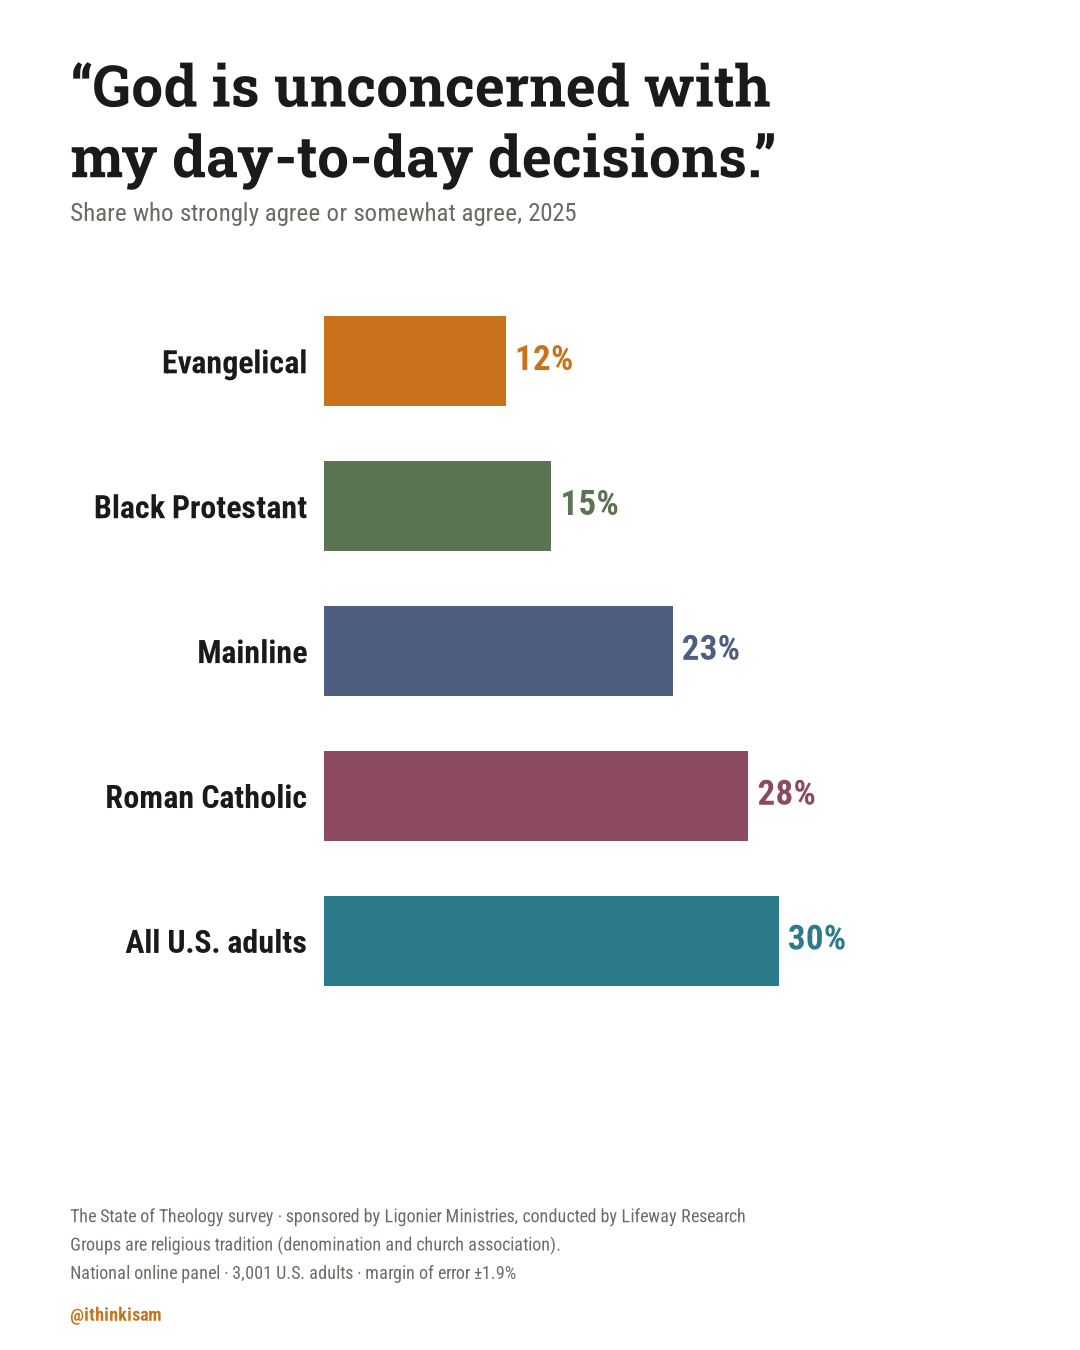 “God is unconcerned with
my day-to-day decisions.”
Share who strongly agree or somewhat agree, 2025
Evangelical 12%
Black Protestant 15%
Mainline 23%
Roman Catholic 28%
All U.S. adults 30%
The State of Theology survey · sponsored by Ligonier Ministries, conducted by Lifeway Research
Groups are religious tradition (denomination and church association).
National online panel · 3,001 U.S. adults · margin of error ±1.9%
@ithinkisam